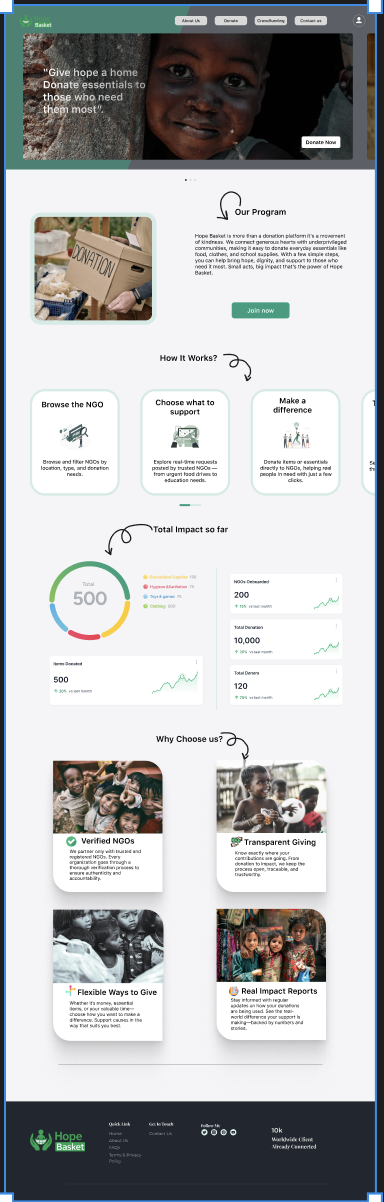 Hope
Basket
About Us
Donate
Crowdfunding
Contact us
"Give hope a home
Donate essentials to
those who need
them most".
Donate Now
Our Program
DONATION
Hope Basket is more than a donation platform it's a movement
of kindness. We connect generous hearts with underprivileged
communities, making it easy to donate everyday essentials like
food, clothes, and school supplies. With a few simple steps,
you can help bring hope, dignity, and support to those who
need it most. Small acts, big impact that's the power of Hope
Basket.
Join now
How It Works?
Browse the NGO
Browse and filter NGOs by
location, type, and donation
needs.
Choose what to
support
Explore real-time requests
posted by trusted NGOs —
from urgent food drives to
education needs.
Make a
difference
Donate items or essentials
directly to NGOs, helping real
people in need with just a few
clicks.
Total Impact so far
Total
500
Hygiene &Sanitation
Toys & games
Clothing
Items Donated
500
20% vs last month
NGOs Onboarded
200
vs last month
Total Donation
10,000
20% vs last month
Total Donors
120
vs last month
Why Choose us?
Verified NGOs
We partner only with trusted and
registered NGOs. Every
organization goes through a
thorough verification process to
ensure authenticity and
accountability.
Transparent Giving
Know exactly where your
contributions are going. From
donation to impact, we keep the
process open, traceable, and
trustworthy.
Flexible Ways to Give
Whether it's money, essential
items, or your valuable time—
choose how you want to make a
difference. Support causes in the
way that suits you best.
Real Impact Reports
Stay informed with regular
updates on how your donations
are being used. See the real-
world difference your support is
making—backed by numbers and
stories.
Hope
Basket
Quick Link
Home
About Us
FAQs
Terms & Privacy
Policy
Get to Touch
Contact Us
Follow Us
10k
Worldwide Client
Already Connected